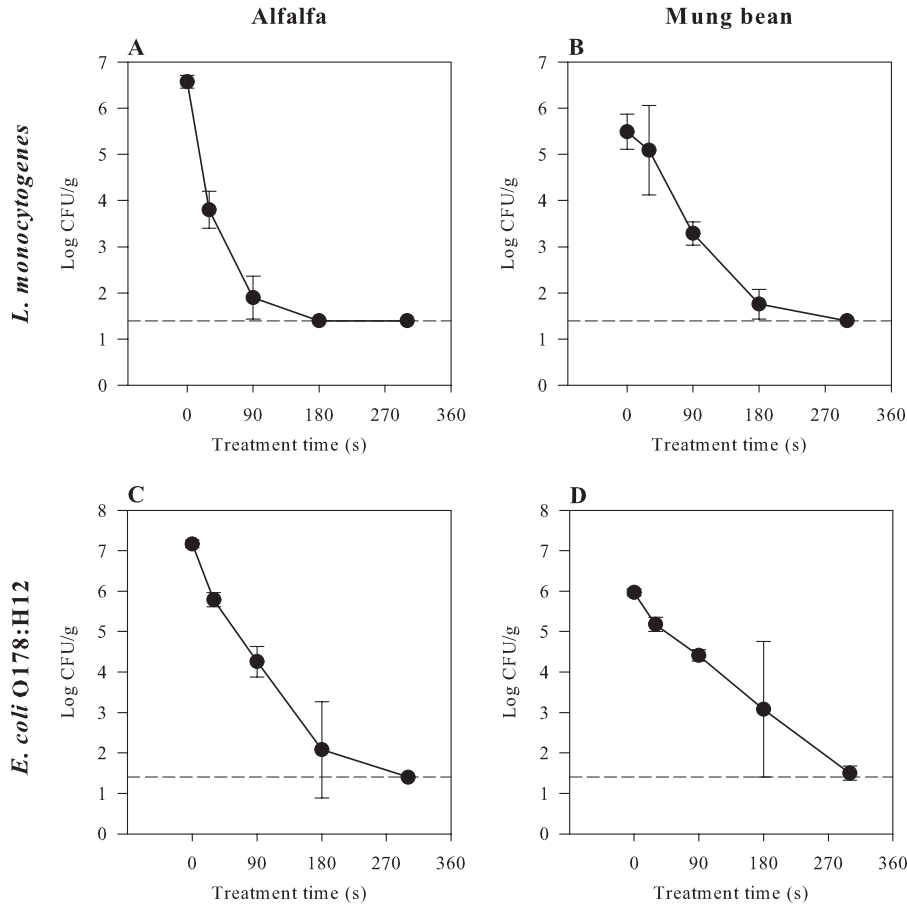 Alfalfa
Mung bean
A
7
6
5
4
3
2
1
0
Log CFU/g
0 90 180 270 360
Treatment time (s)
L. monocytogenes
B
7
6
5
4
3
2
1
0
Log CFU/g
0 90 180 270 360
Treatment time (s)
C
8
7
6
5
4
3
2
1
0
Log CFU/g
0 90 180 270 360
Treatment time (s)
E. coli O178:H12
D
8
7
6
5
4
3
2
1
0
Log CFU/g
0 90 180 270 360
Treatment time (s)